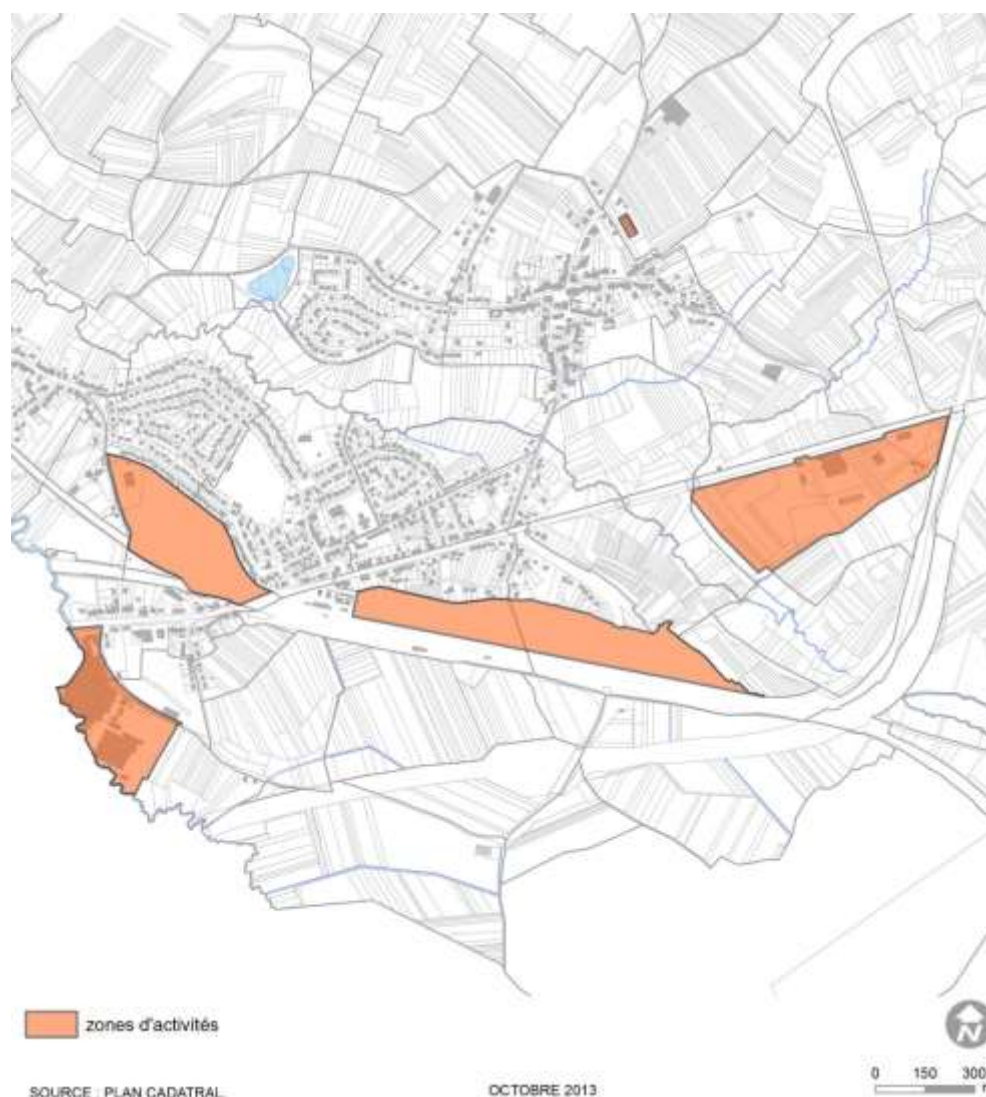 zones d'activités
N
0 150 300
m
SOURCE : PLAN CADATRAL
OCTOBRE 2013